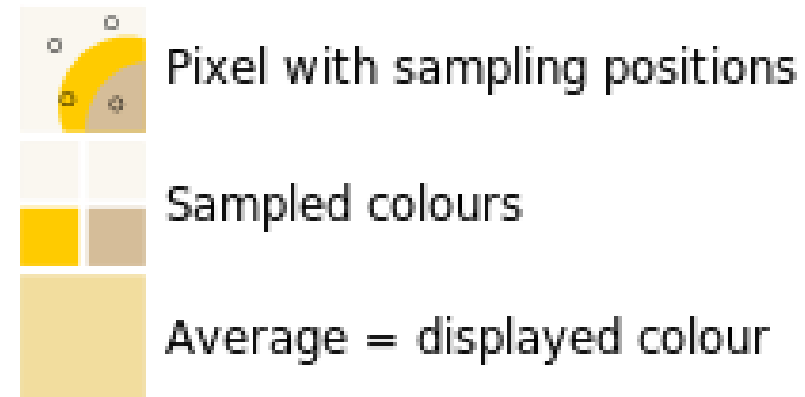 Pixel with sampling positions
Sampled colours
Average = displayed colour